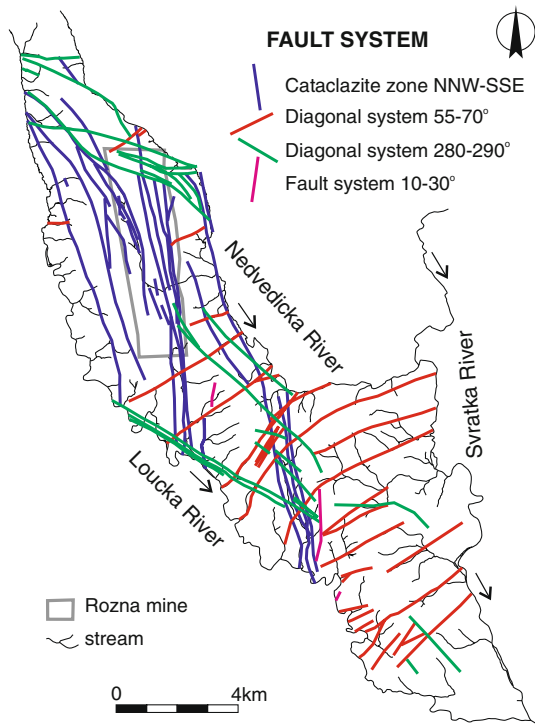 FAULT SYSTEM
Cataclazite zone NNW-SSE
Diagonal system 55-70°
Diagonal system 280-290°
Fault system 10-30°
Nedvedicka River
Svratka River
Loucka River
Rozna mine
stream
0 4km